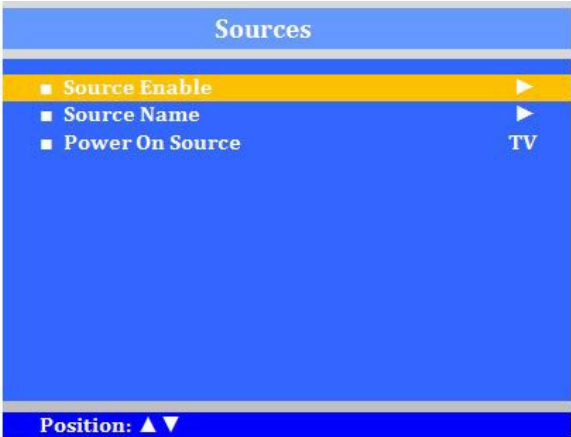 Sources
■ Source Enable ►
■ Source Name ►
■ Power On Source TV
Position: ▲ ▼